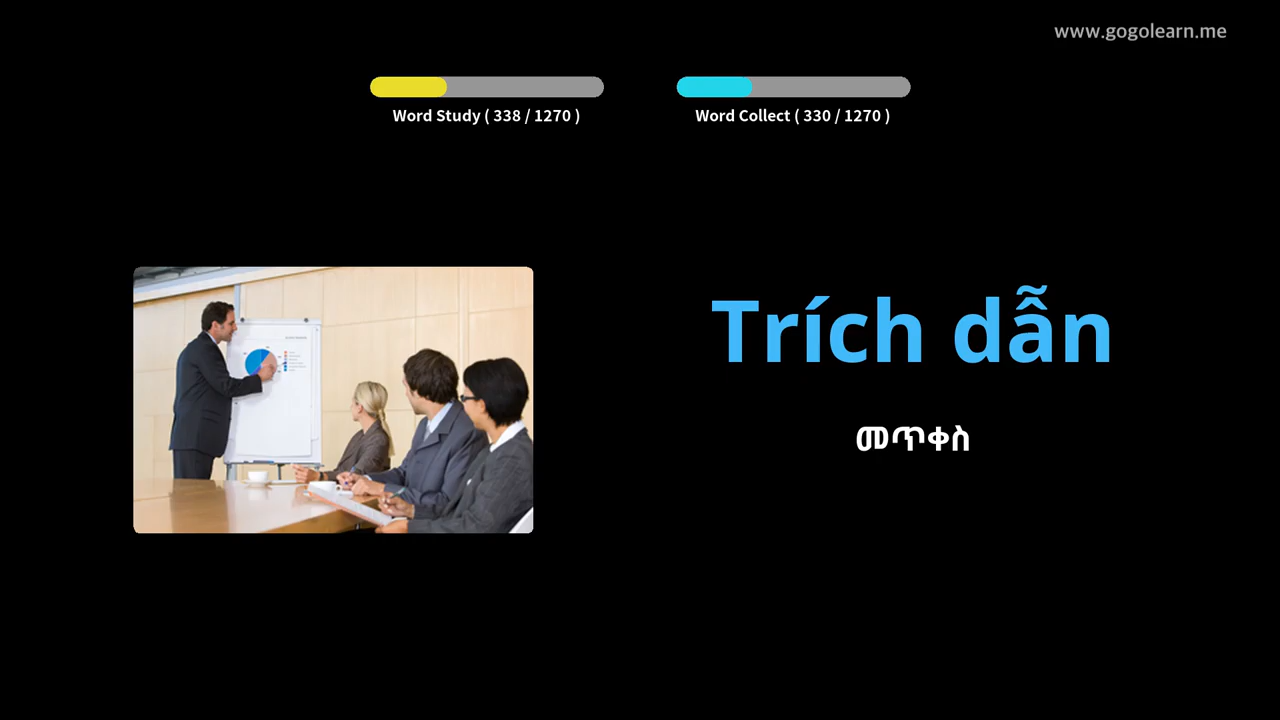 www.gogolearn.me
Word Study ( 338 / 1270 )
Word Collect ( 330 / 1270 )
Trích dẫn
መጥቀስ